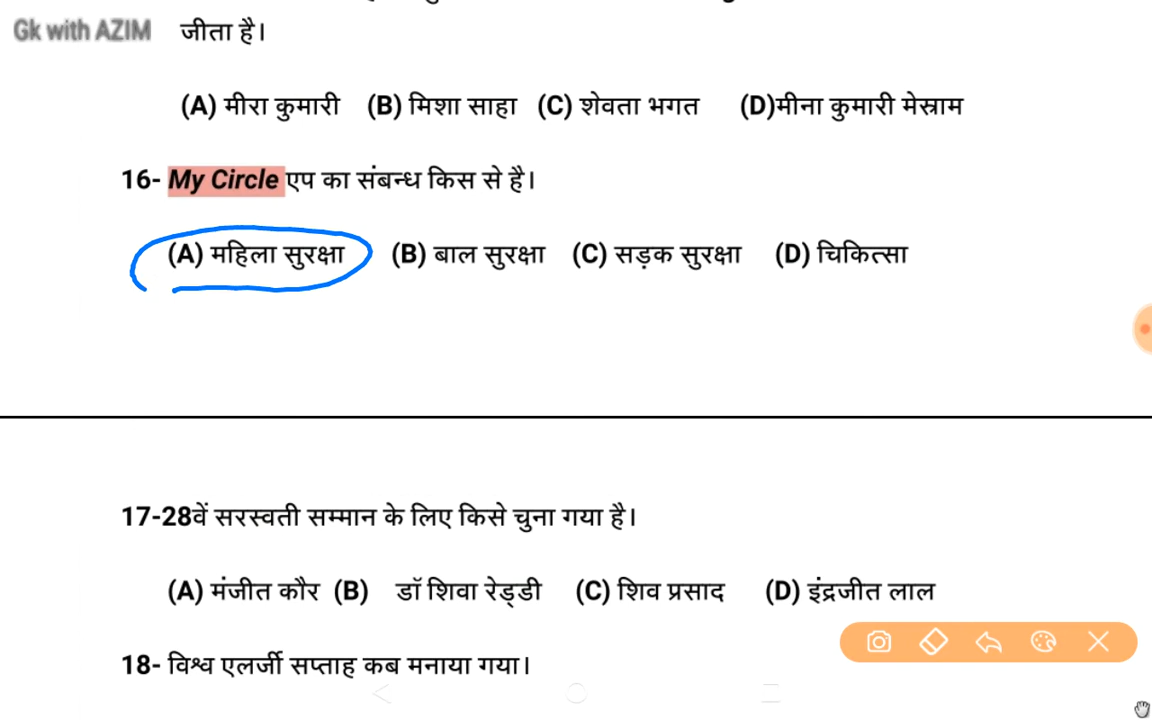 Gk with AZIM जीता है।
(A) मीरा कुमारी (B) मिशा साहा (C) शेवता भगत (D)मीना कुमारी मेस्राम
16- My Circle एप का संबन्ध किस से है।
(A) महिला सुरक्षा (B) बाल सुरक्षा (C) सड़क सुरक्षा (D) चिकित्सा
17-28वें सरस्वती सम्मान के लिए किसे चुना गया है।
(A) मंजीत कौर (B) डॉ शिवा रेड्डी (C) शिव प्रसाद (D) इंद्रजीत लाल
18- विश्व एलर्जी सप्ताह कब मनाया गया।